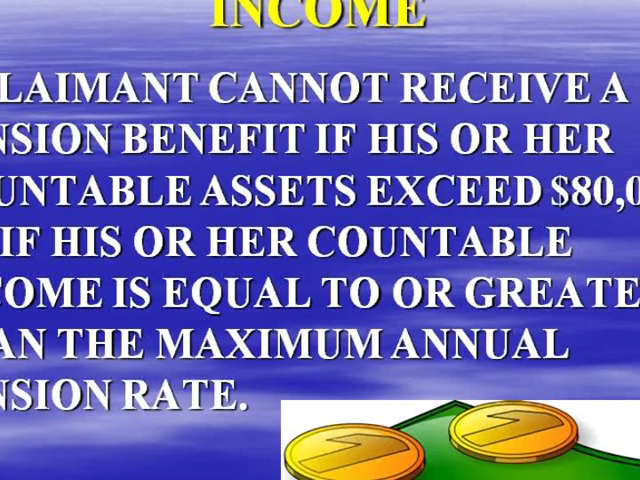 INCOME
LAIMANT CANNOT RECEIVE A
NSION BENEFIT IF HIS OR HER
UNTABLE ASSETS EXCEED $80,0
IF HIS OR HER COUNTABLE
COME IS EQUAL TO OR GREATE
AN THE MAXIMUM ANNUAL
NSION RATE.